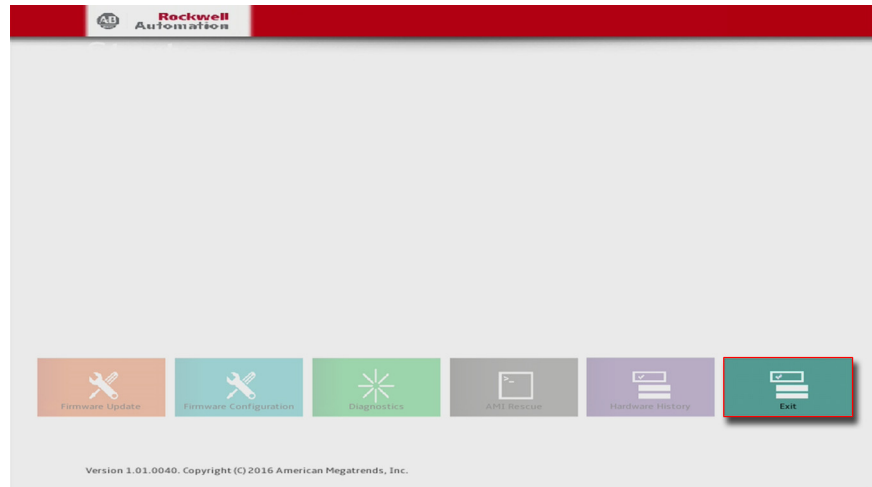 AB
Rockwell
Automation
Firmware Update
Firmware Configuration
Diagnostics
AMI Rescue
Hardware History
Exit
Version 1.01.0040. Copyright (C) 2016 American Megatrends, Inc.